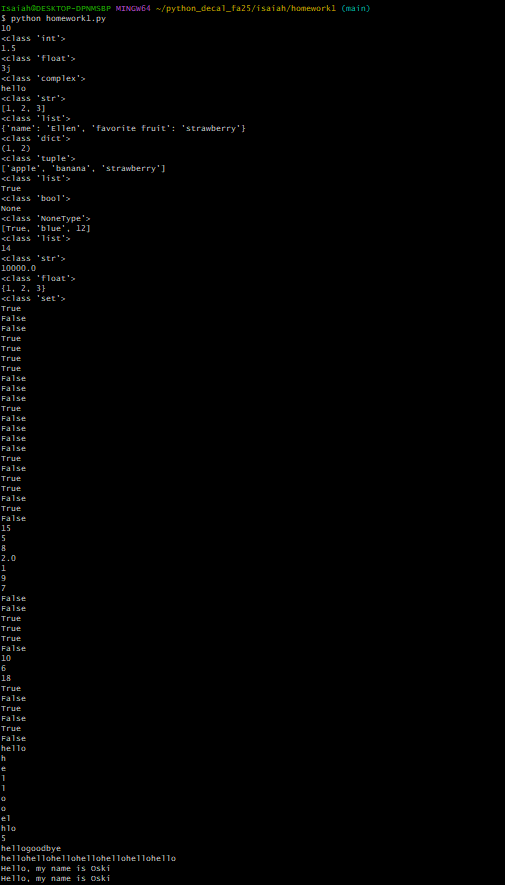 Isaiah@DESKTOP-DPNMS8P MINGW64 ~/python_decal_fa25/isaiah/homework1 (main)
$ python homework1.py
10
<class 'int'>
1.5
<class 'float'>
3j
<class 'complex'>
hello
<class 'str'>
[1, 2, 3]
<class 'list'>
{'name': 'Ellen', 'favorite fruit': 'strawberry'}
<class 'dict'>
(1, 2)
<class 'tuple'>
['apple', 'banana', 'strawberry']
<class 'list'>
True
<class 'bool'>
None
<class 'NoneType'>
[True, 'blue', 12]
<class 'list'>
14
<class 'str'>
10000.0
<class 'float'>
{1, 2, 3}
<class 'set'>
True
False
False
True
True
True
True
False
False
False
True
False
False
False
False
True
False
True
True
False
True
False
15
5
8
2.0
1
9
7
False
False
True
True
True
False
10
6
18
True
False
True
False
True
False
hello
h
e
l
l
o
o
el
hlo
5
hellogoodbye
hellohellohellohellohellohellohello
Hello, my name is Oski
Hello, my name is Oski